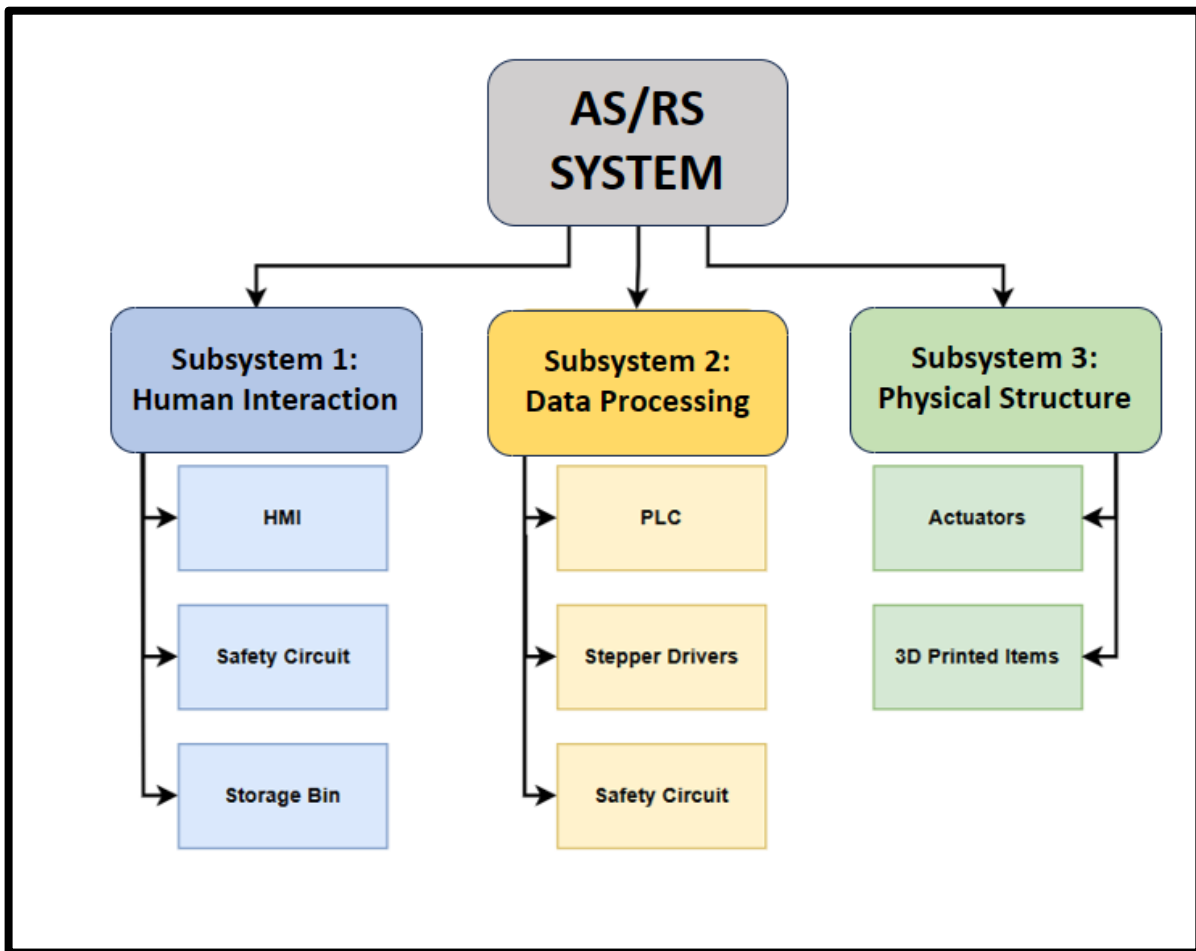 AS/RS
SYSTEM
Subsystem 1:
Human Interaction
HMI
Safety Circuit
Storage Bin
Subsystem 2:
Data Processing
PLC
Stepper Drivers
Safety Circuit
Subsystem 3:
Physical Structure
Actuators
3D Printed Items